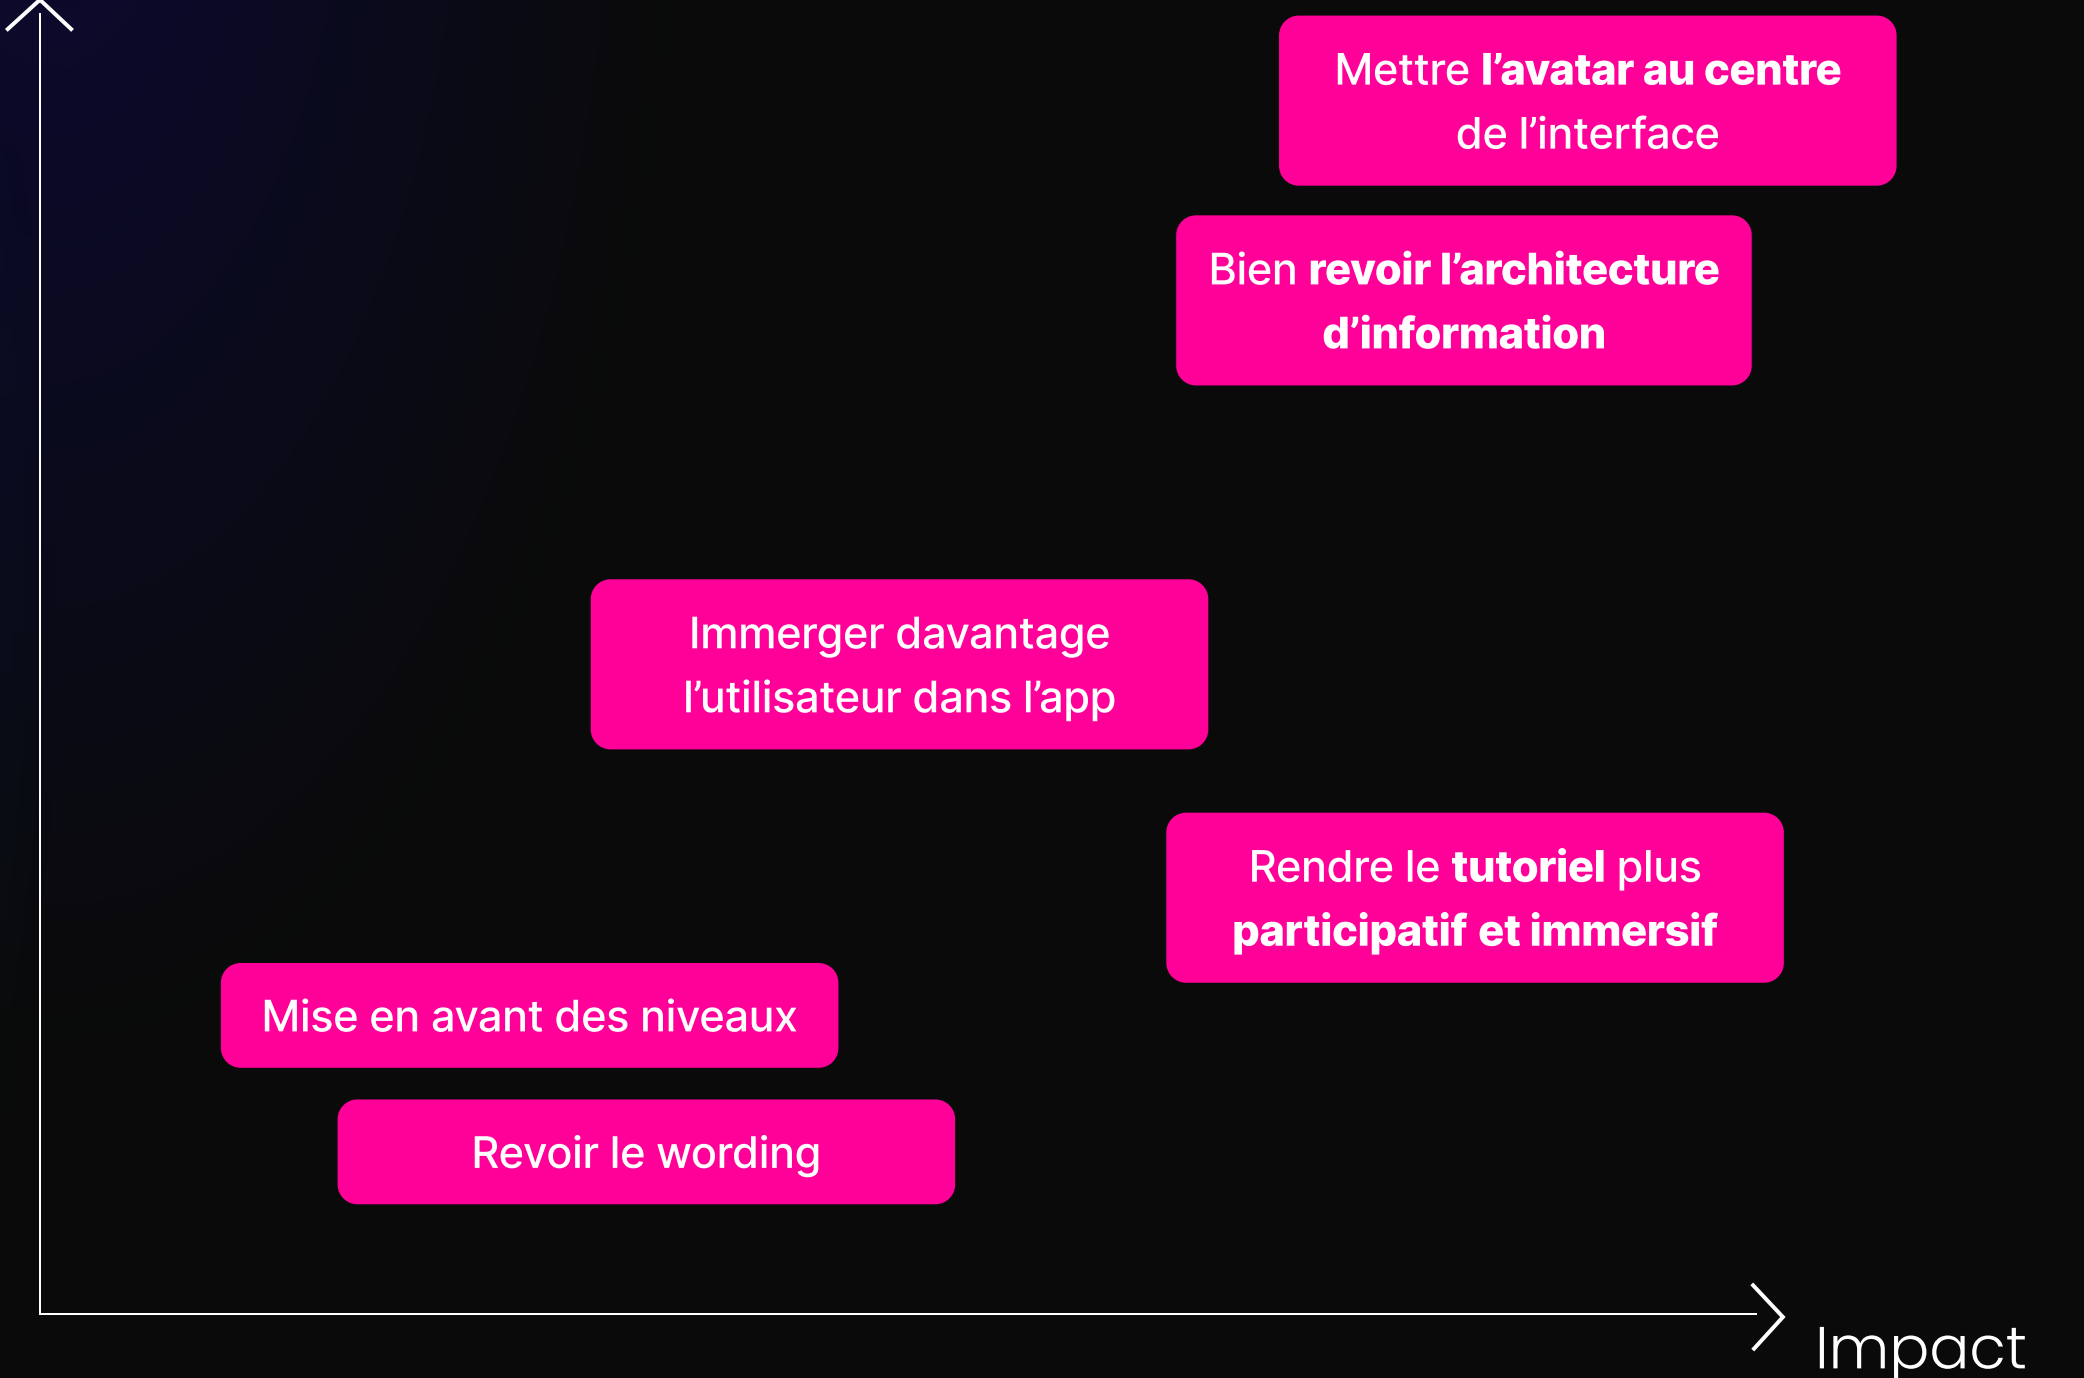 Mettre l’avatar au centre
de l’interface
Bien revoir l’architecture
d’information
Immerger davantage
l’utilisateur dans l’app
Rendre le tutoriel plus
participatif et immersif
Mise en avant des niveaux
Revoir le wording
Impact